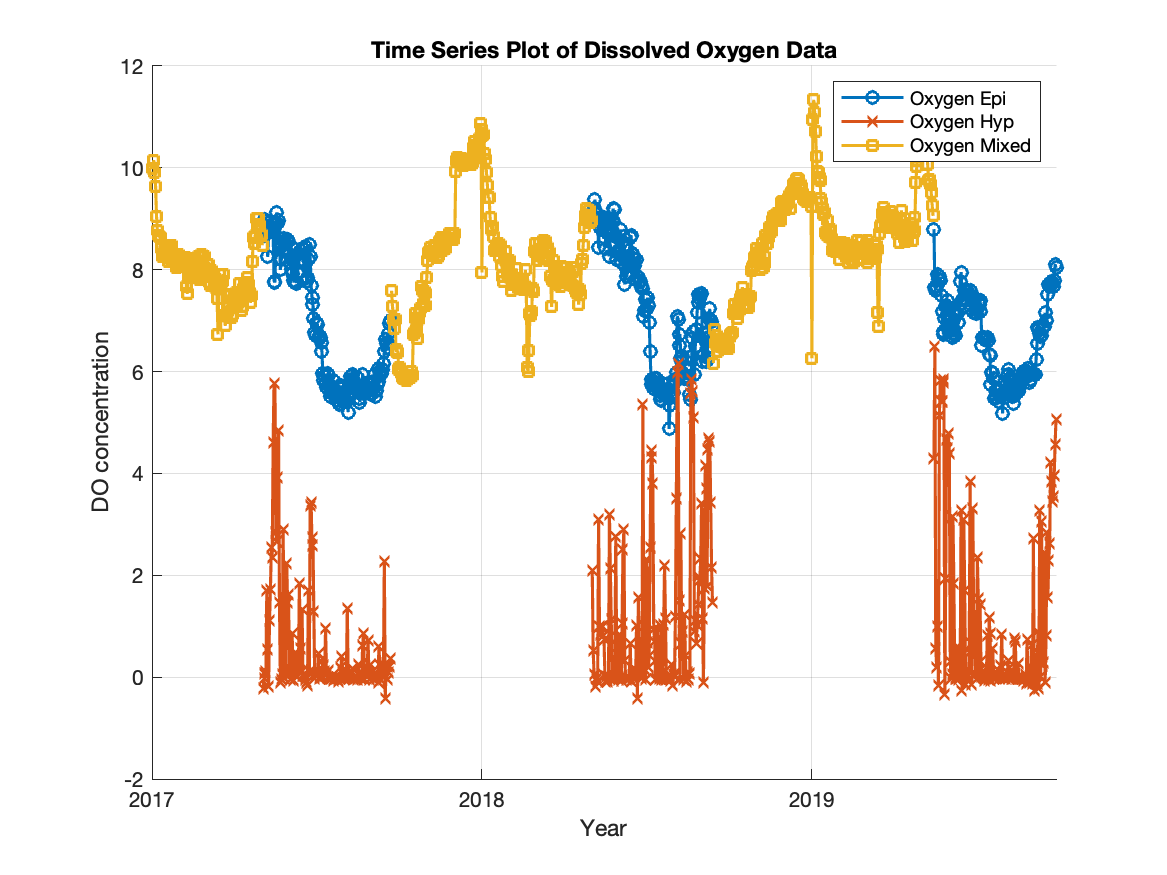 Time Series Plot of Dissolved Oxygen Data
12
10
8
6
4
2
0
-2
DO concentration
Oxygen Epi
Oxygen Hyp
Oxygen Mixed
2017 2018 2019
Year